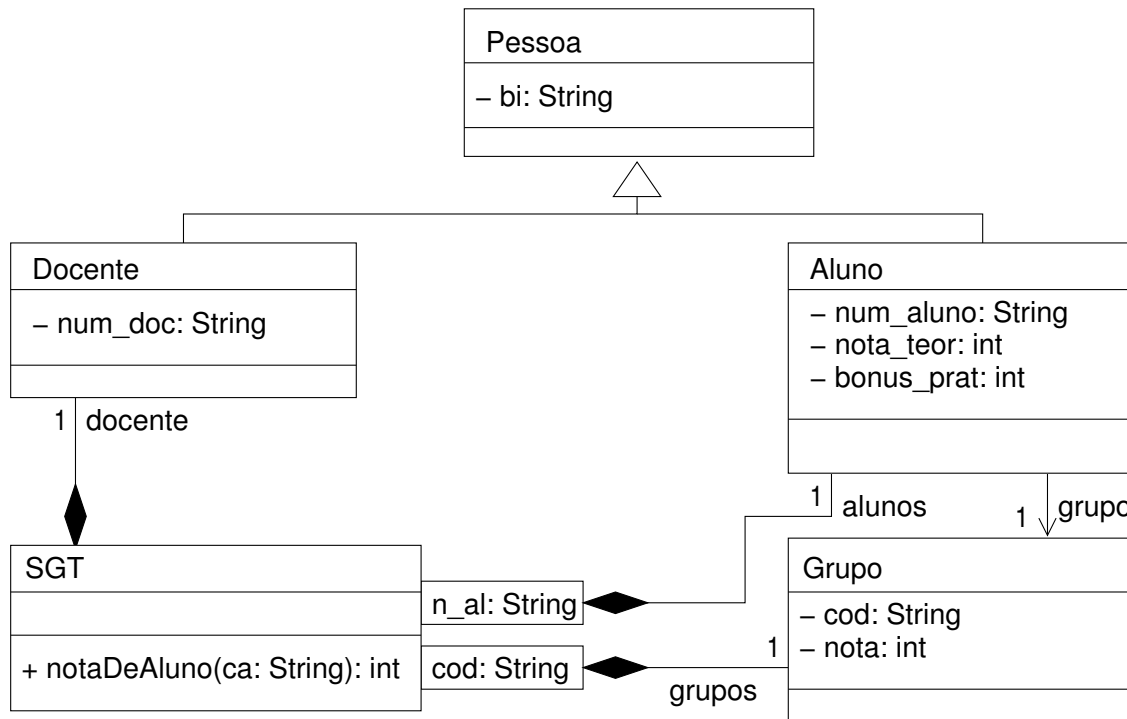 Pessoa
– bi: String
Docente
– num_doc: String
Aluno
– num_aluno: String
– nota_teor: int
– bonus_prat: int
1 docente
1 alunos
1 grupo
SGT
+ notaDeAluno(ca: String): int
n_al: String
cod: String
1
grupos
Grupo
– cod: String
– nota: int